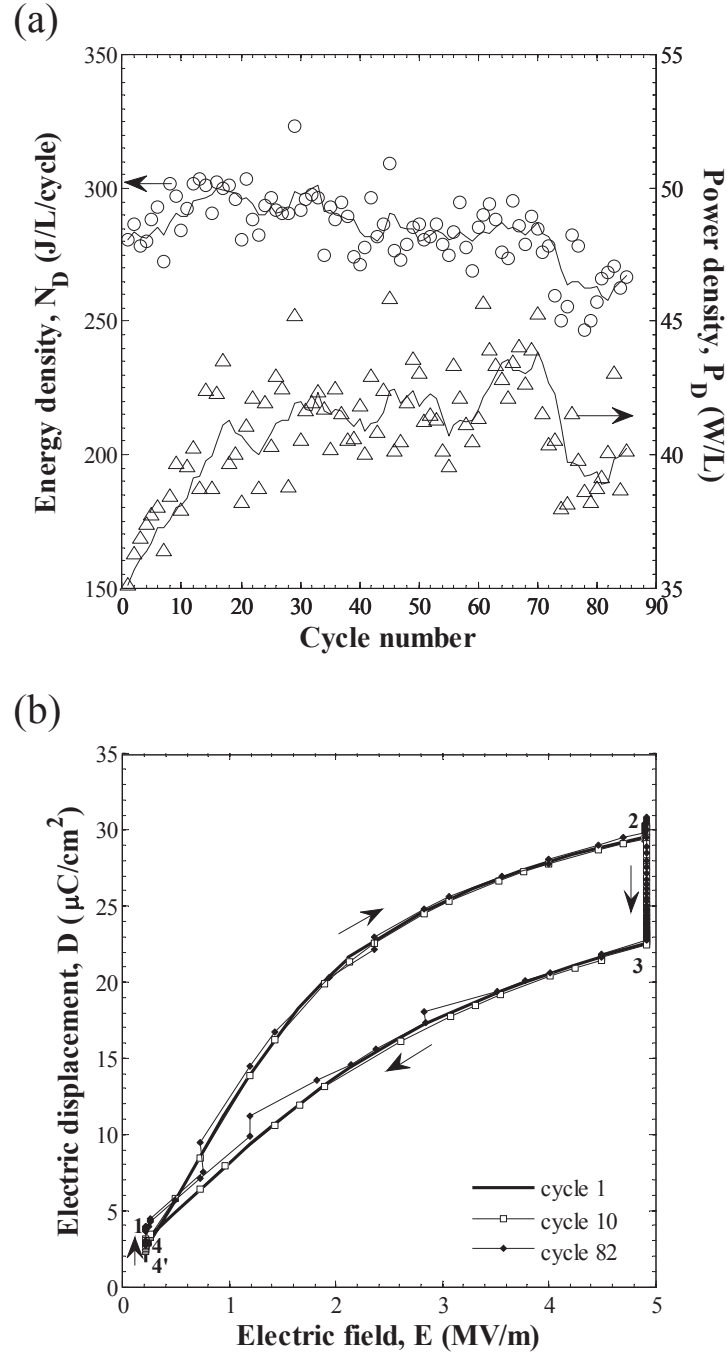 (a)
350
300
250
200
150
Energy density, N_D (J/L/cycle)
55
50
45
40
35
Power density, P_D (W/L)
0 10 20 30 40 50 60 70 80 90
Cycle number
(b)
35
30
25
20
15
10
5
0
Electric displacement, D (μC/cm²)
2
3
1
4
4'
cycle 1
cycle 10
cycle 82
0 1 2 3 4 5
Electric field, E (MV/m)